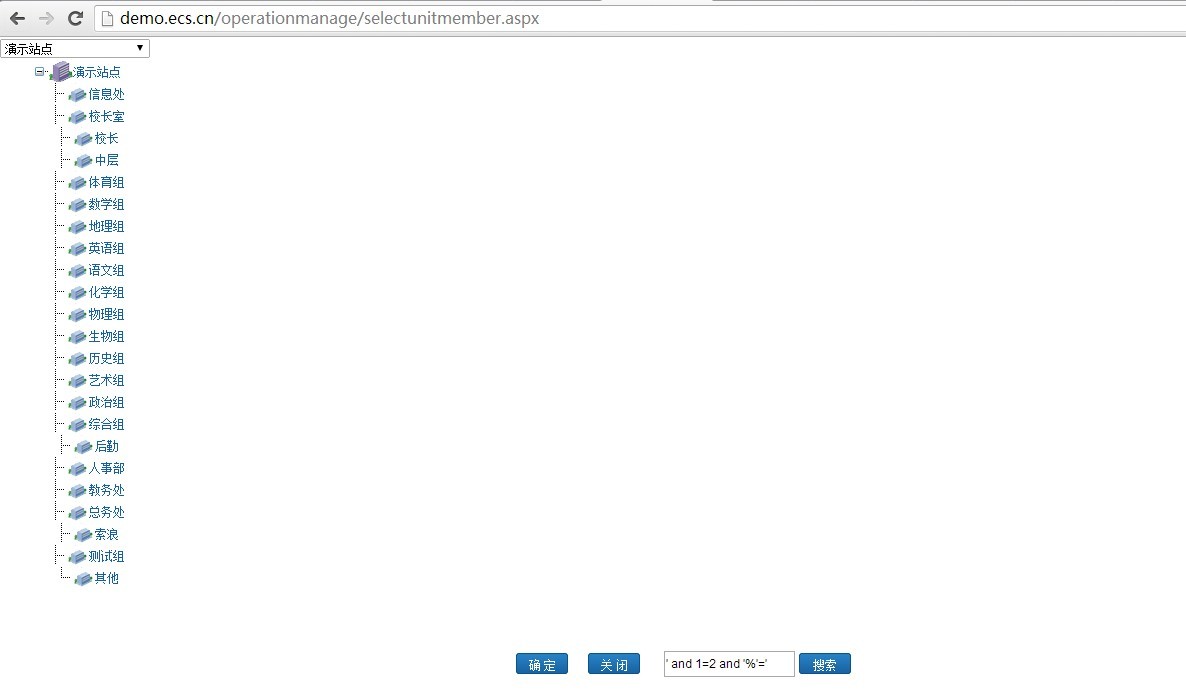 demo.ecs.cn/operationmanage/selectunitmember.aspx
演示站点
演示站点
信息处
校长室
校长
中层
体育组
数学组
地理组
英语组
语文组
化学组
物理组
生物组
历史组
艺术组
政治组
综合组
后勤
人事部
教务处
总务处
索浪
测试组
其他
确 定 关 闭 ' and 1=2 and '%'=' 搜索